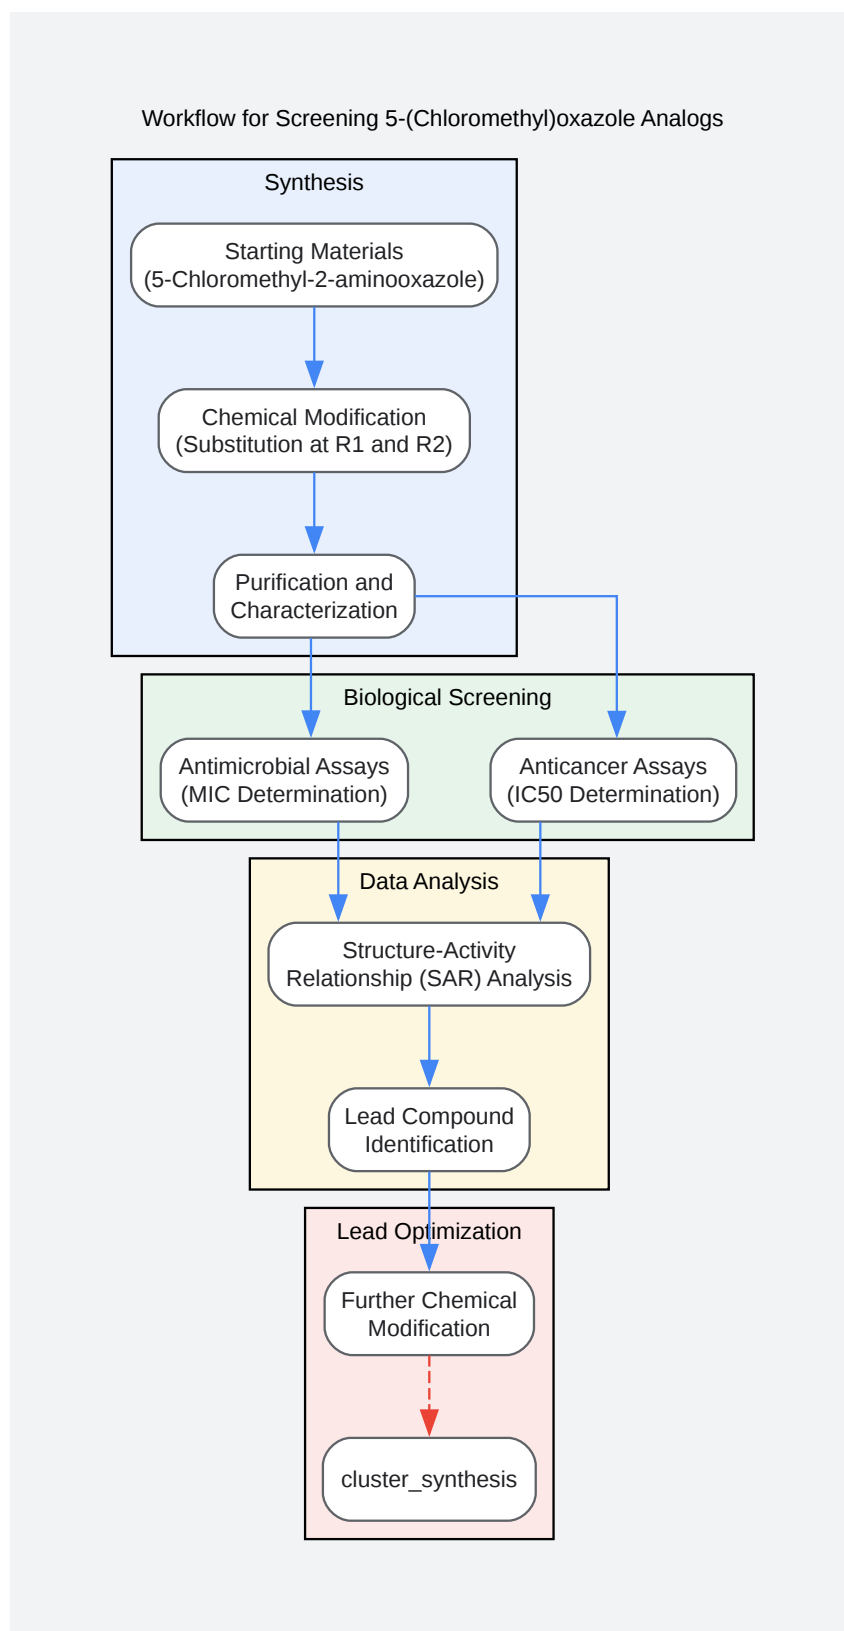 Workflow for Screening 5-(Chloromethyl)oxazole Analogs
Synthesis
Starting Materials
(5-Chloromethyl-2-aminooxazole)
Chemical Modification
(Substitution at R1 and R2)
Purification and
Characterization
Biological Screening
Antimicrobial Assays
(MIC Determination)
Anticancer Assays
(IC50 Determination)
Data Analysis
Structure-Activity
Relationship (SAR) Analysis
Lead Compound
Identification
Lead Optimization
Further Chemical
Modification
cluster_synthesis